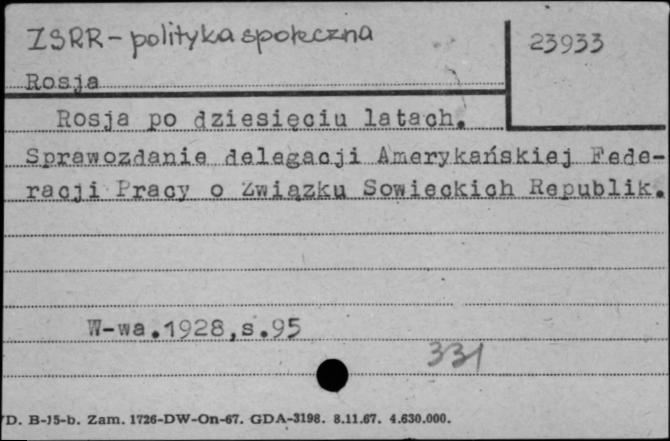 ZSRR - polityka społeczna
23933
Rosja
Rosja po dziesięciu latach.
Sprawozdanie delegacji Amerykańskiej Fede-
racji Pracy o Związku Sowieckich Republik.
W-wa.1928,s.95
331
D. B-15-b. Zam. 1726-DW-On-67. GDA-3198. 8.11.67. 4.630.000.